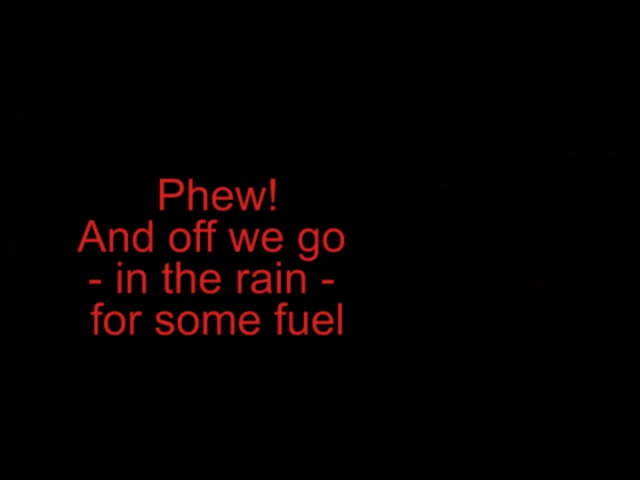 Phew!
And off we go
- in the rain -
for some fuel